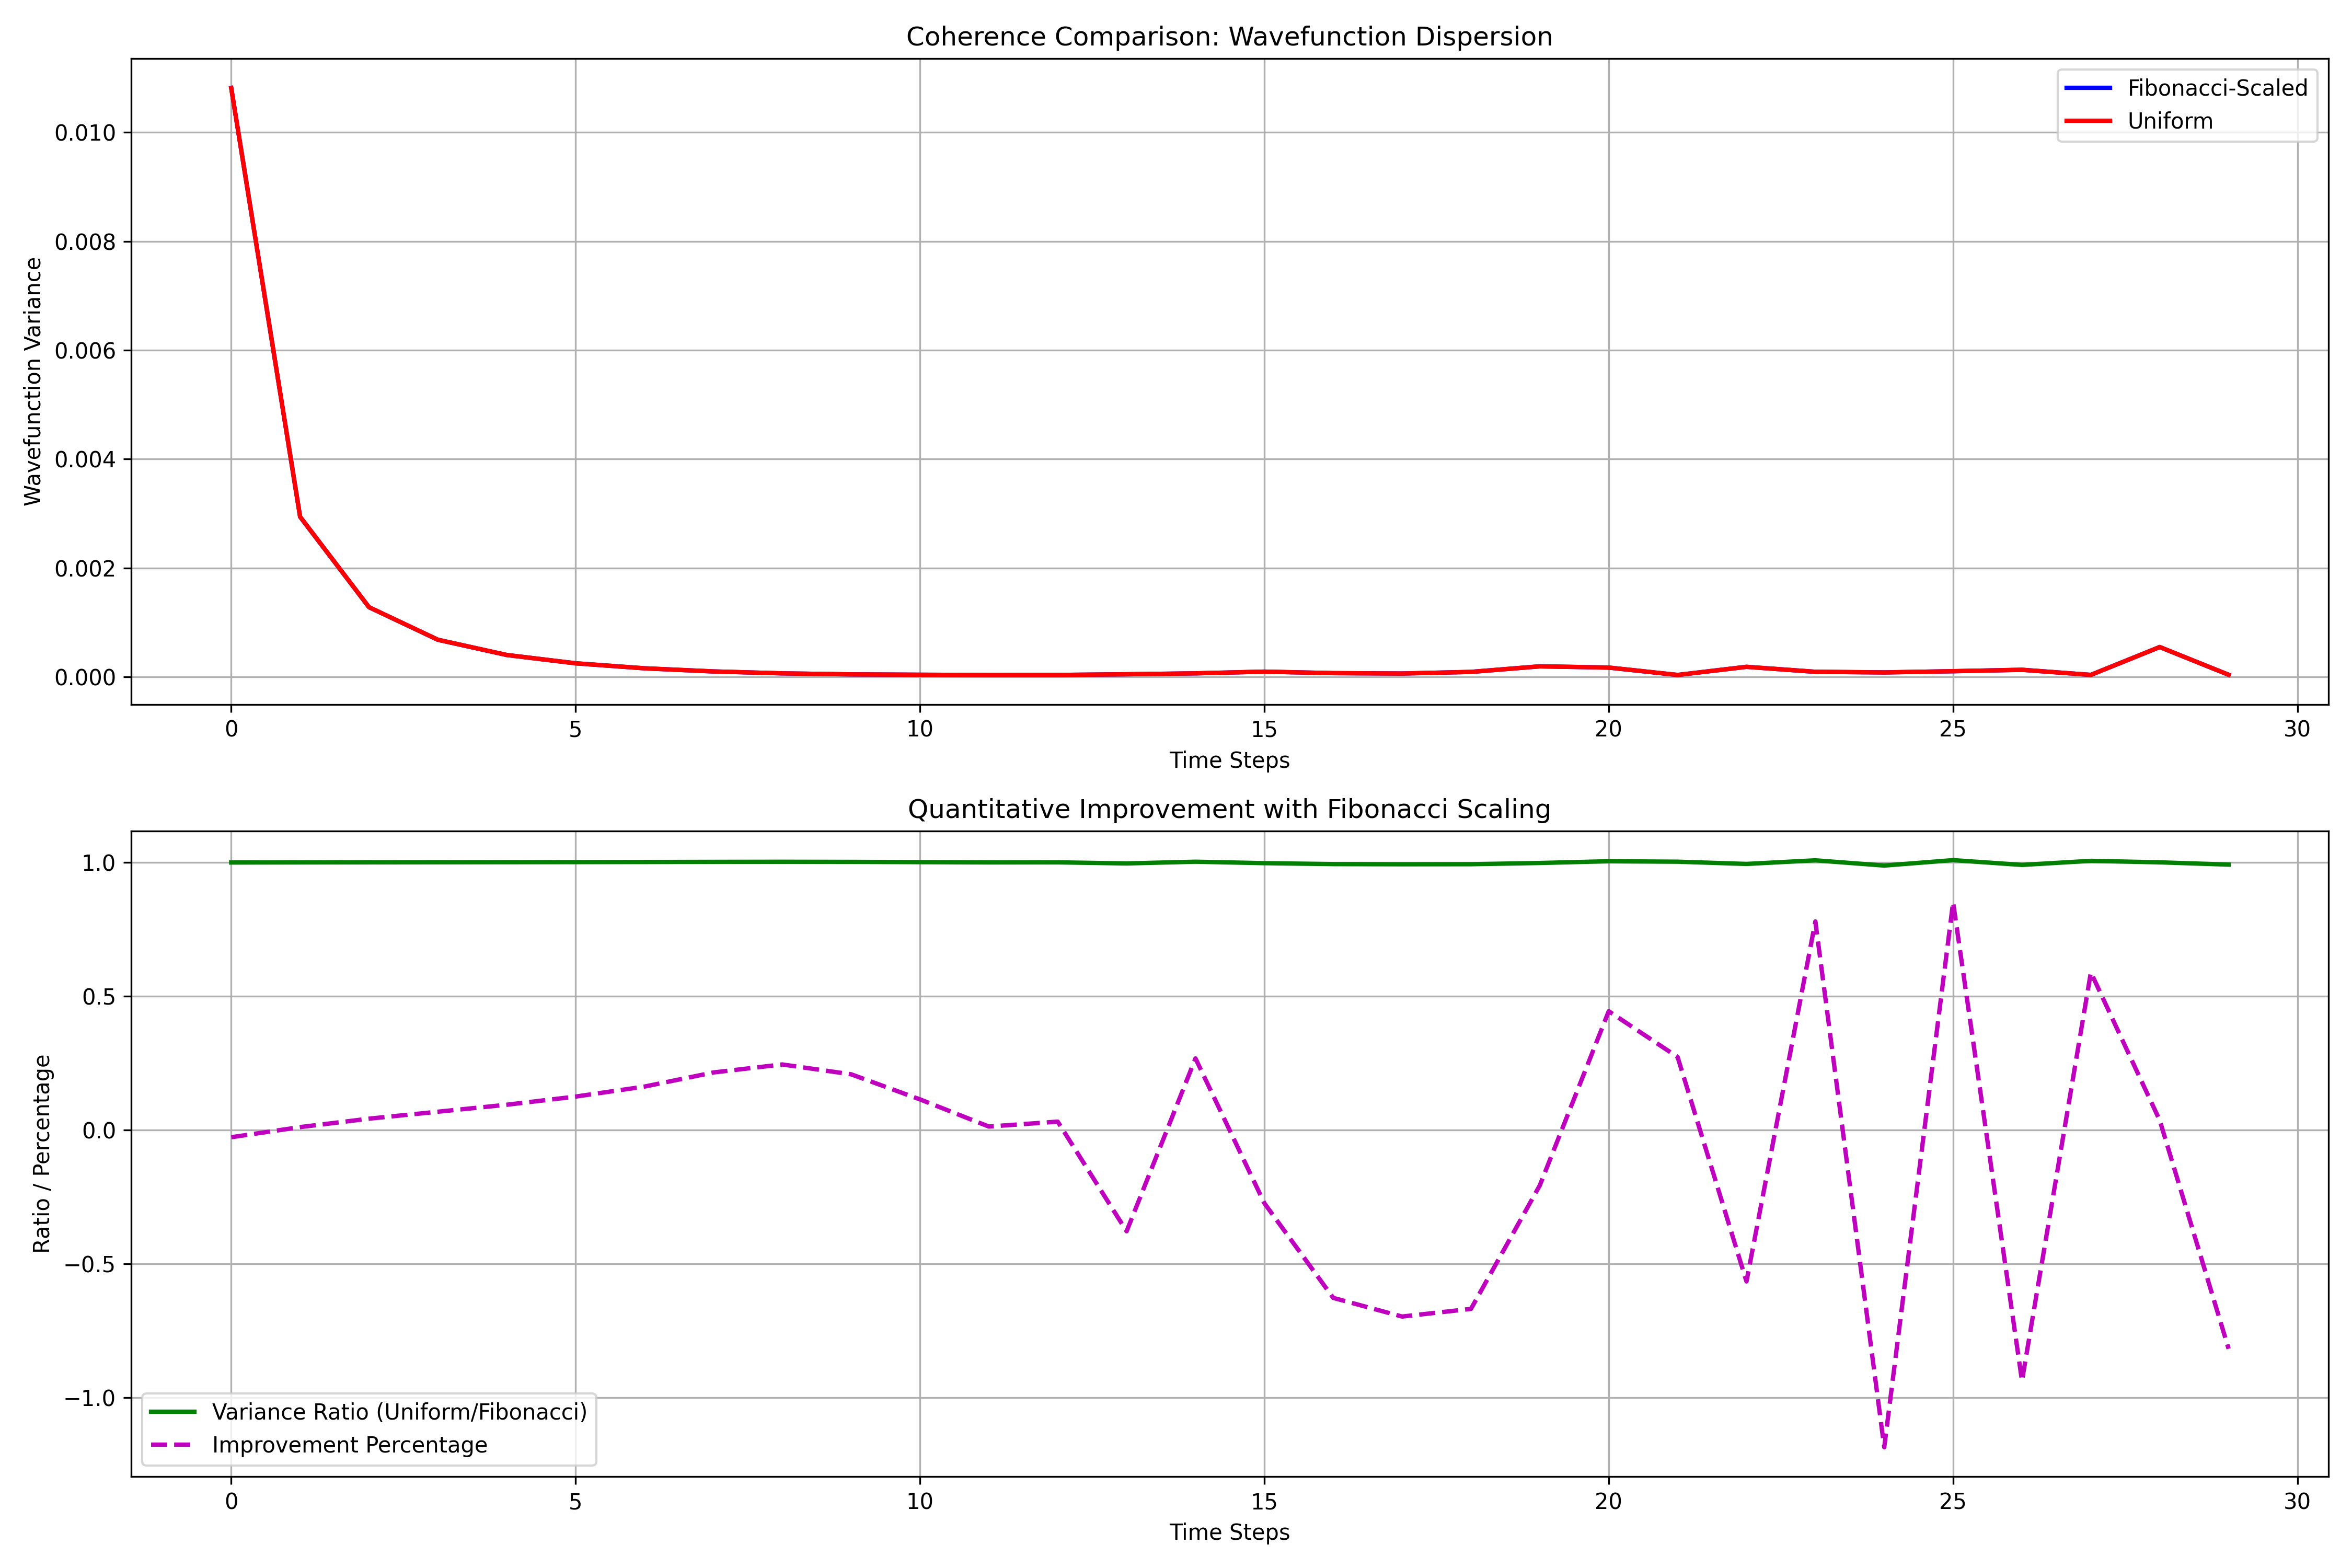 Coherence Comparison: Wavefunction Dispersion
Wavefunction Variance
0.010
0.008
0.006
0.004
0.002
0.000
Fibonacci-Scaled
Uniform
0 5 10 15 20 25 30
Time Steps
Quantitative Improvement with Fibonacci Scaling
Ratio / Percentage
1.0
0.5
0.0
−0.5
−1.0
Variance Ratio (Uniform/Fibonacci)
Improvement Percentage
0 5 10 15 20 25 30
Time Steps